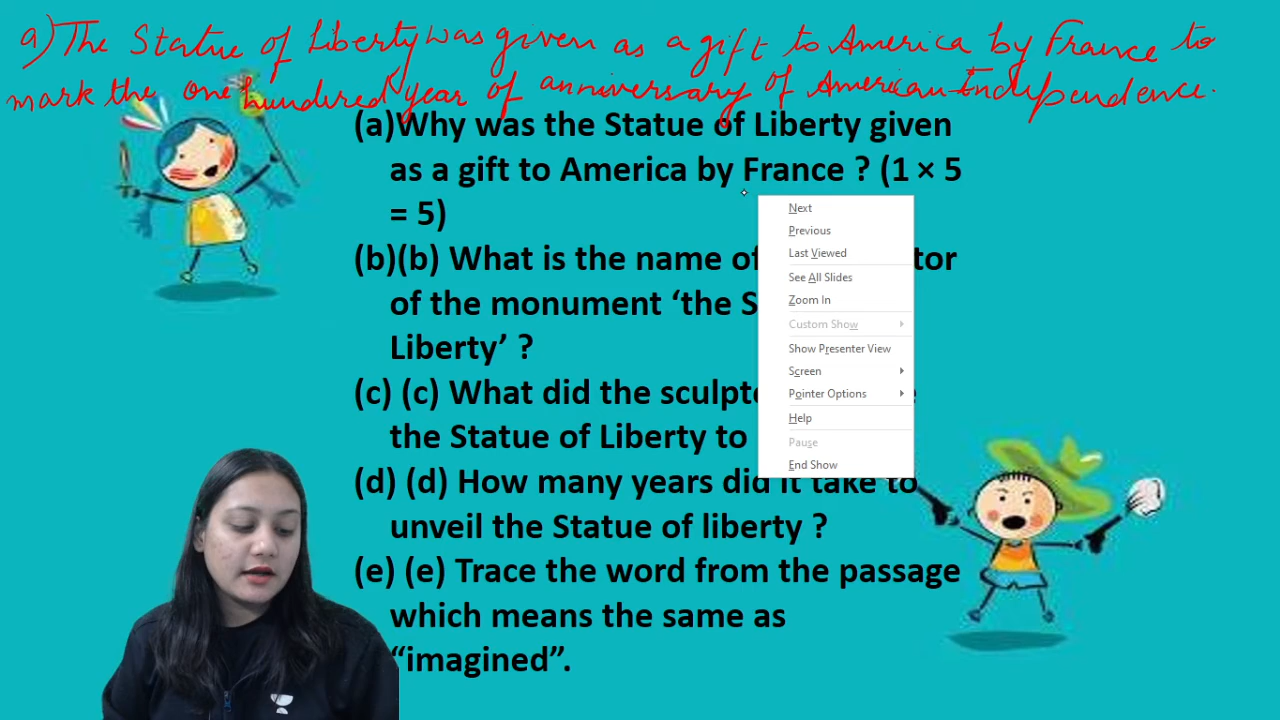 a) The Statue of Liberty was given as a gift to America by France to
mark the one hundred year of anniversary of American Independence.
(a)Why was the Statue of Liberty given
as a gift to America by France ? (1 × 5
= 5)
(b)(b) What is the name of tor
of the monument ‘the S
Liberty’ ?
(c) (c) What did the sculpt
the Statue of Liberty to
(d) (d) How many years did it take to
unveil the Statue of liberty ?
(e) (e) Trace the word from the passage
which means the same as
“imagined”.
Next
Previous
Last Viewed
See All Slides
Zoom In
Custom Show
Show Presenter View
Screen
Pointer Options
Help
Pause
End Show